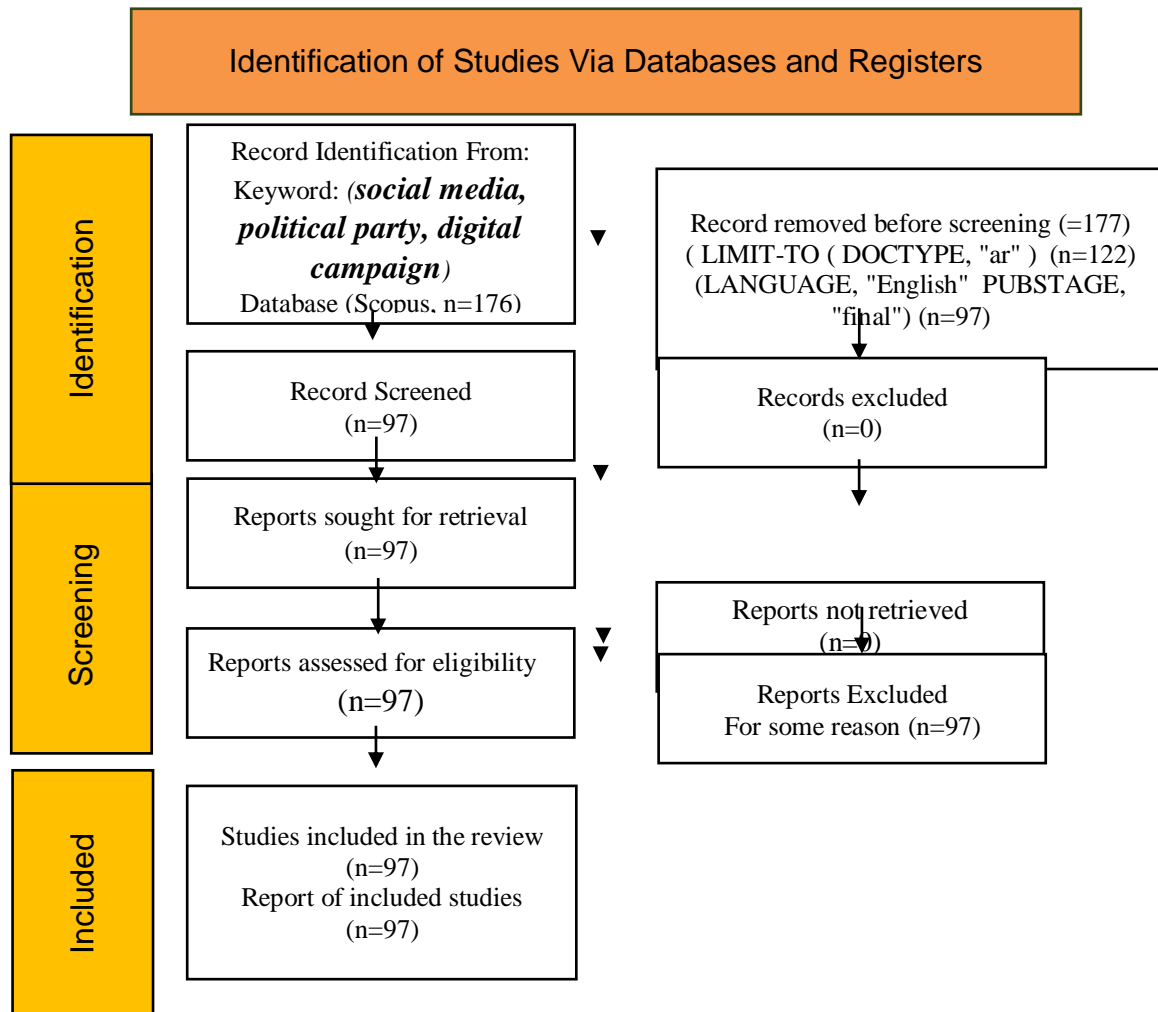 Identification of Studies Via Databases and Registers
Identification
Record Identification From:
Keyword: (social media,
political party, digital
campaign)
Database (Scopus, n=176)
Record removed before screening (=177)
( LIMIT-TO ( DOCTYPE, "ar" ) (n=122)
(LANGUAGE, "English" PUBSTAGE,
"final") (n=97)
Record Screened
(n=97)
Records excluded
(n=0)
Screening
Reports sought for retrieval
(n=97)
Reports not retrieved
(n=0)
Reports assessed for eligibility
(n=97)
Reports Excluded
For some reason (n=97)
Included
Studies included in the review
(n=97)
Report of included studies
(n=97)